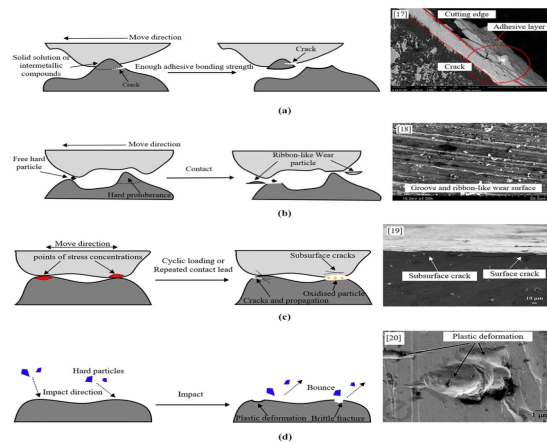 Move direction
Solid solution or
intermetallic
compounds
Crack
Enough adhesive bonding strength
Crack
[17]
Cutting edge
Adhesive layer
Crack
(a)
Move direction
Free hard
particle
Hard protuberance
Contact
Ribbon-like Wear
particle
[18]
Groove and ribbon-like wear surface
(b)
Move direction
points of stress concentrations
Cyclic loading or
Repeated contact lead
Subsurface cracks
Cracks and propagation
Oxidised particle
[19]
Subsurface crack
Surface crack
10 μm
(c)
Hard particles
Impact direction
Impact
Bounce
Plastic deformation
Brittle fracture
[20]
Plastic deformation
1 μm
(d)